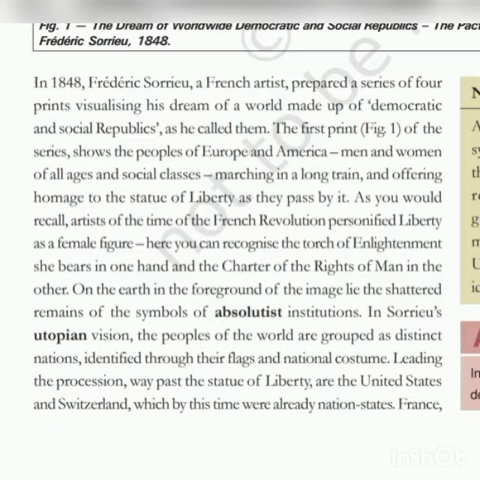 Fig. 1 — The Dream of Worldwide Democratic and Social Republics – The Pact
Frédéric Sorrieu, 1848.
In 1848, Frédéric Sorrieu, a French artist, prepared a series of four
prints visualising his dream of a world made up of ‘democratic
and social Republics’, as he called them. The first print (Fig. 1) of the
series, shows the peoples of Europe and America – men and women
of all ages and social classes – marching in a long train, and offering
homage to the statue of Liberty as they pass by it. As you would
recall, artists of the time of the French Revolution personified Liberty
as a female figure – here you can recognise the torch of Enlightenment
she bears in one hand and the Charter of the Rights of Man in the
other. On the earth in the foreground of the image lie the shattered
remains of the symbols of absolutist institutions. In Sorrieu’s
utopian vision, the peoples of the world are grouped as distinct
nations, identified through their flags and national costume. Leading
the procession, way past the statue of Liberty, are the United States
and Switzerland, which by this time were already nation-states. France,
© not to be
InShOt